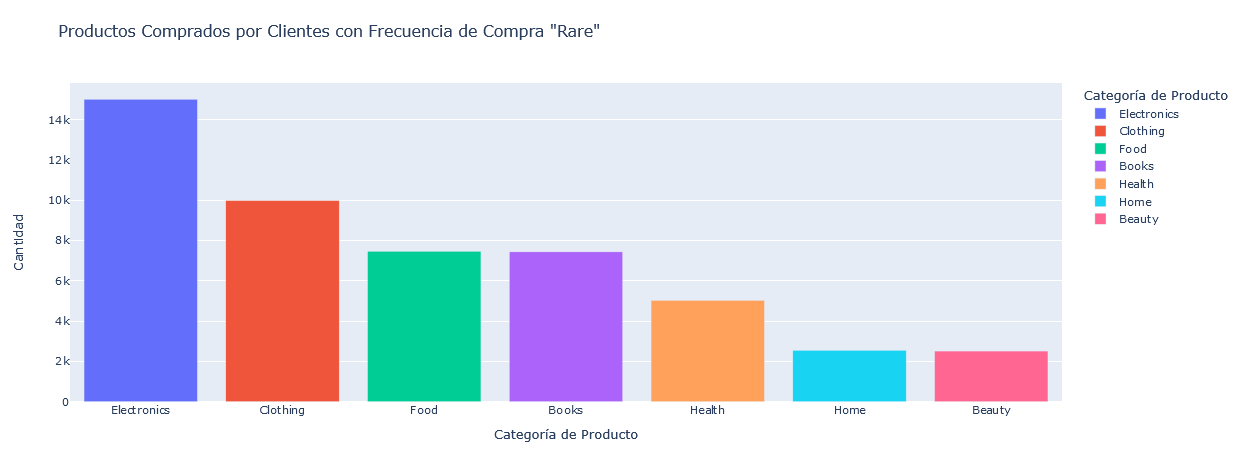 Productos Comprados por Clientes con Frecuencia de Compra "Rare"
Cantidad
14k
12k
10k
8k
6k
4k
2k
0
Electronics
Clothing
Food
Books
Health
Home
Beauty
Categoría de Producto
Categoría de Producto
Electronics
Clothing
Food
Books
Health
Home
Beauty